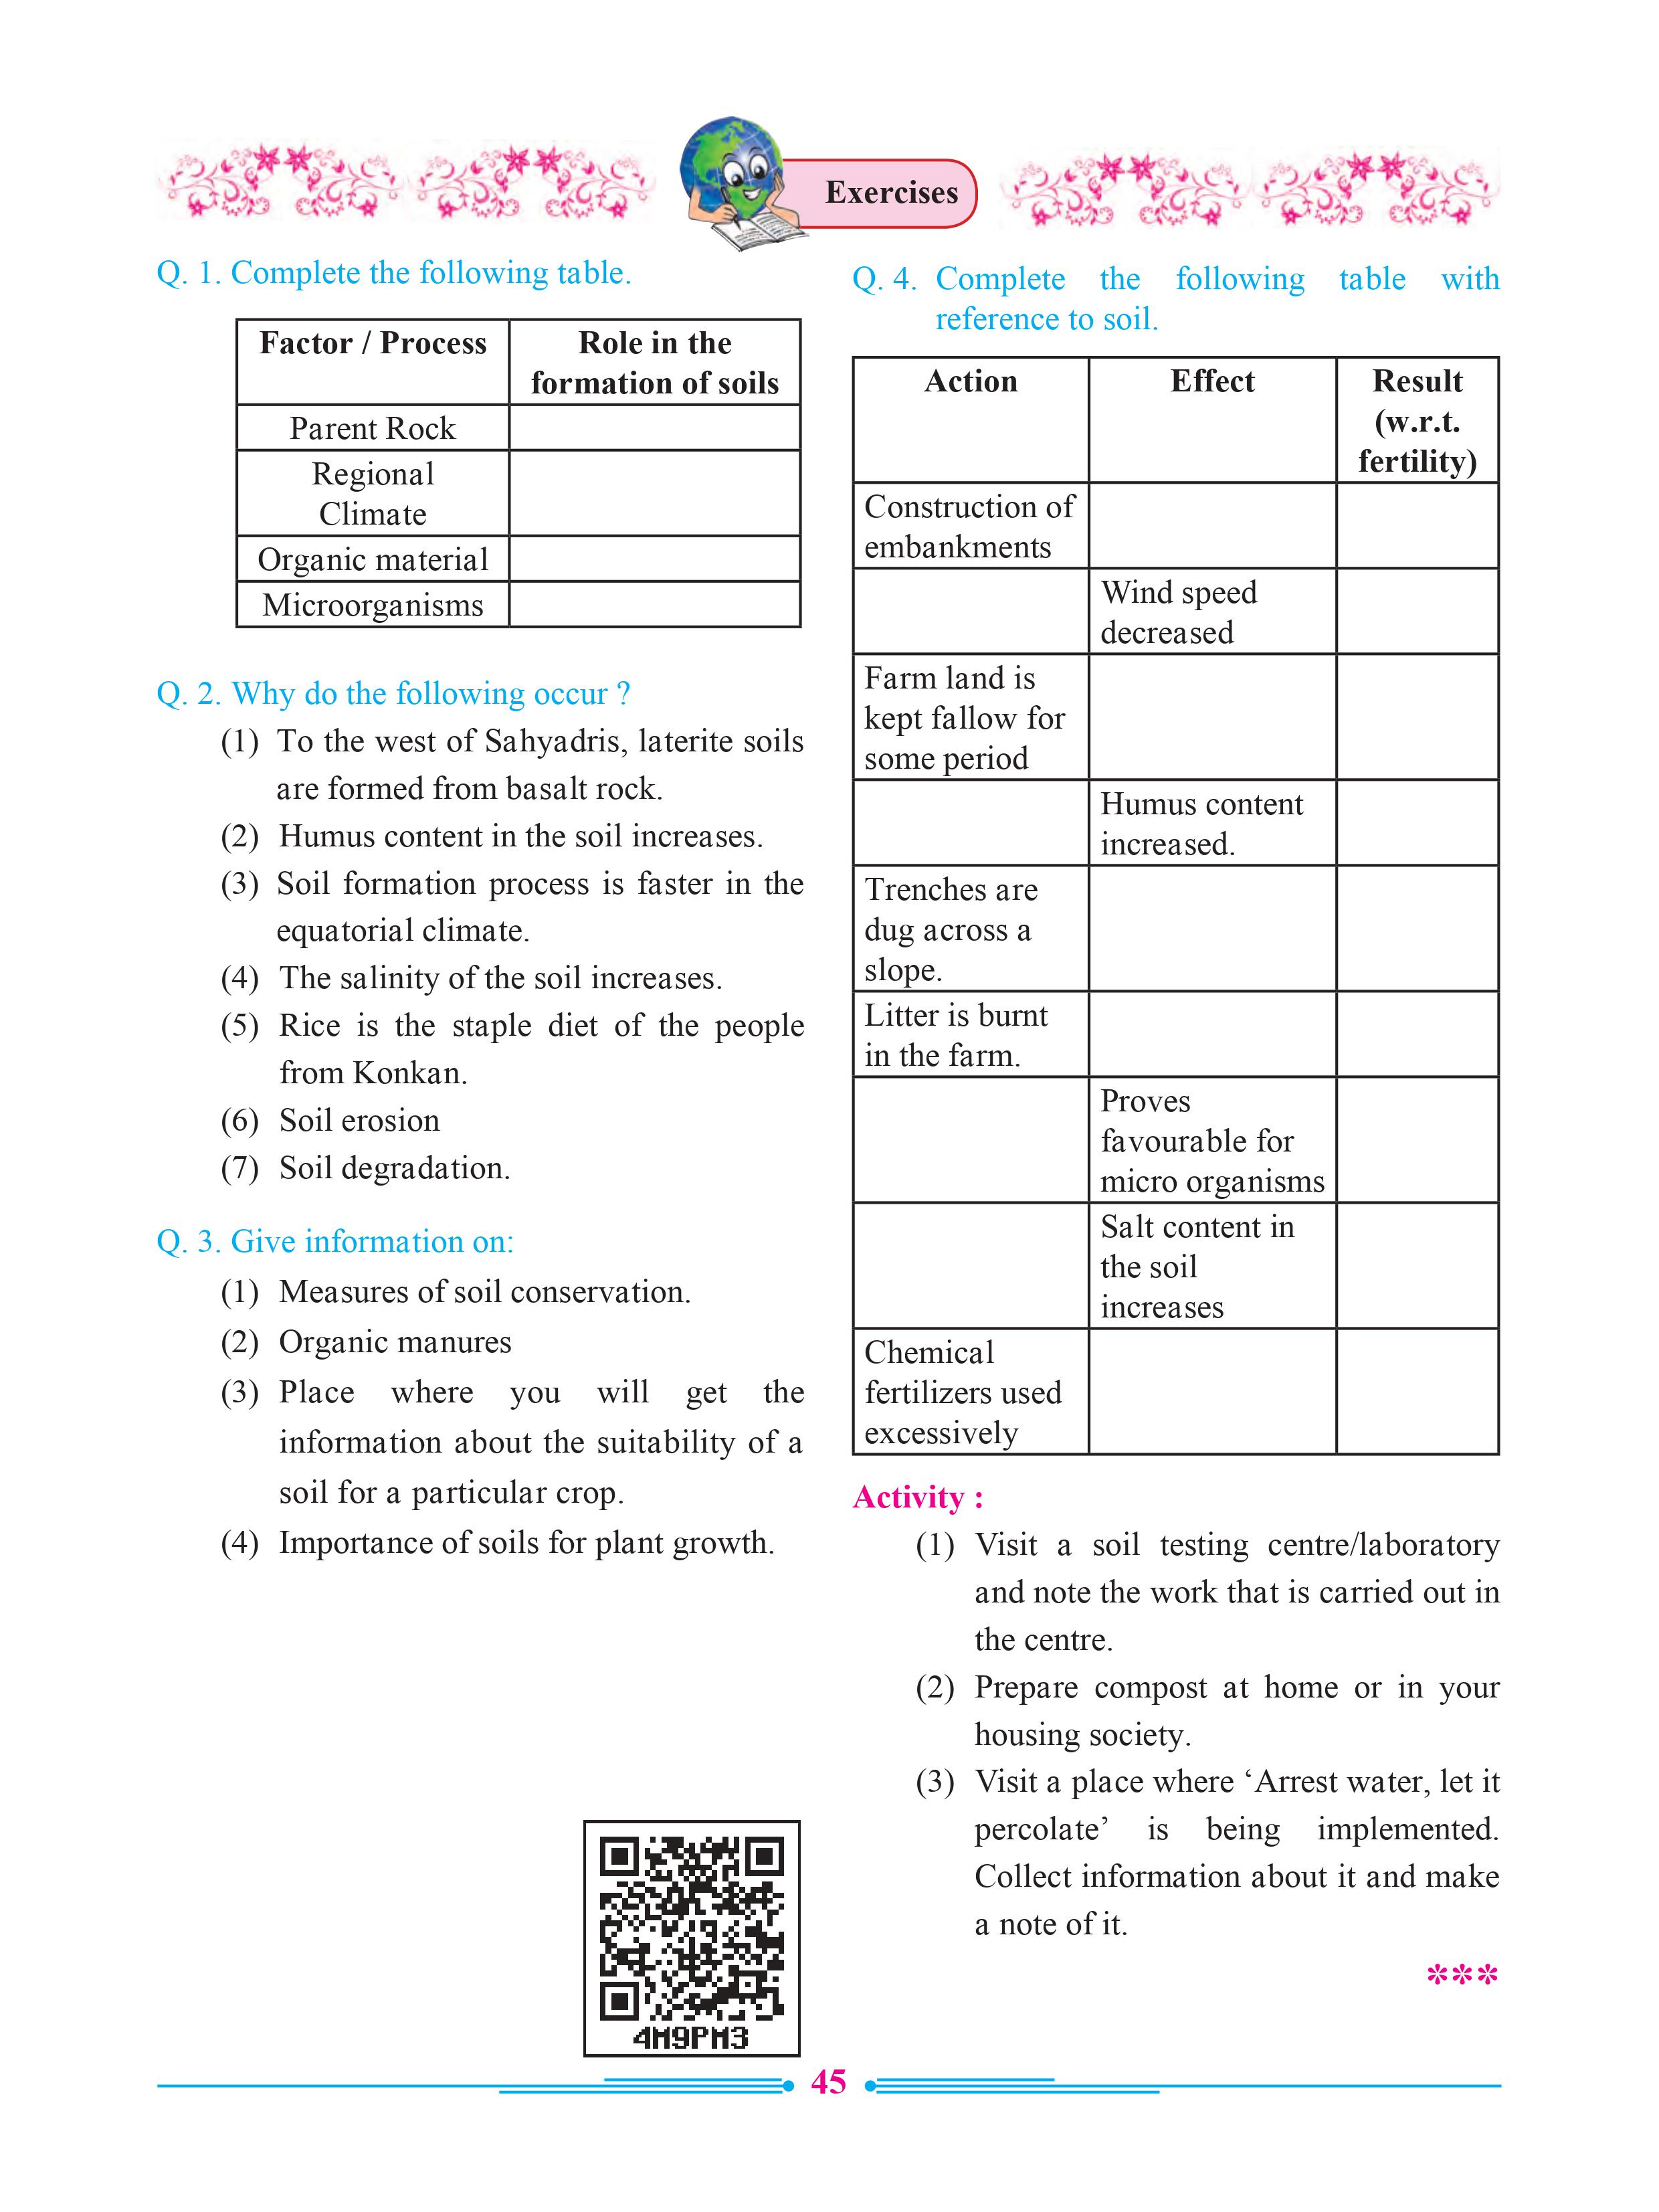 Exercises
Q. 1. Complete the following table.
Factor / Process
Role in the
formation of soils
Parent Rock
Regional
Climate
Organic material
Microorganisms
Q. 2. Why do the following occur ?
(1) To the west of Sahyadris, laterite soils
are formed from basalt rock.
(2) Humus content in the soil increases.
(3) Soil formation process is faster in the
equatorial climate.
(4) The salinity of the soil increases.
(5) Rice is the staple diet of the people
from Konkan.
(6) Soil erosion
(7) Soil degradation.
Q. 3. Give information on:
(1) Measures of soil conservation.
(2) Organic manures
(3) Place where you will get the
information about the suitability of a
soil for a particular crop.
(4) Importance of soils for plant growth.
4M9PM3
Q. 4. Complete the following table with
reference to soil.
Action
Effect
Result
(w.r.t.
fertility)
Construction of
embankments
Wind speed
decreased
Farm land is
kept fallow for
some period
Humus content
increased.
Trenches are
dug across a
slope.
Litter is burnt
in the farm.
Proves
favourable for
micro organisms
Salt content in
the soil
increases
Chemical
fertilizers used
excessively
Activity :
(1) Visit a soil testing centre/laboratory
and note the work that is carried out in
the centre.
(2) Prepare compost at home or in your
housing society.
(3) Visit a place where ‘Arrest water, let it
percolate’ is being implemented.
Collect information about it and make
a note of it.
***
45